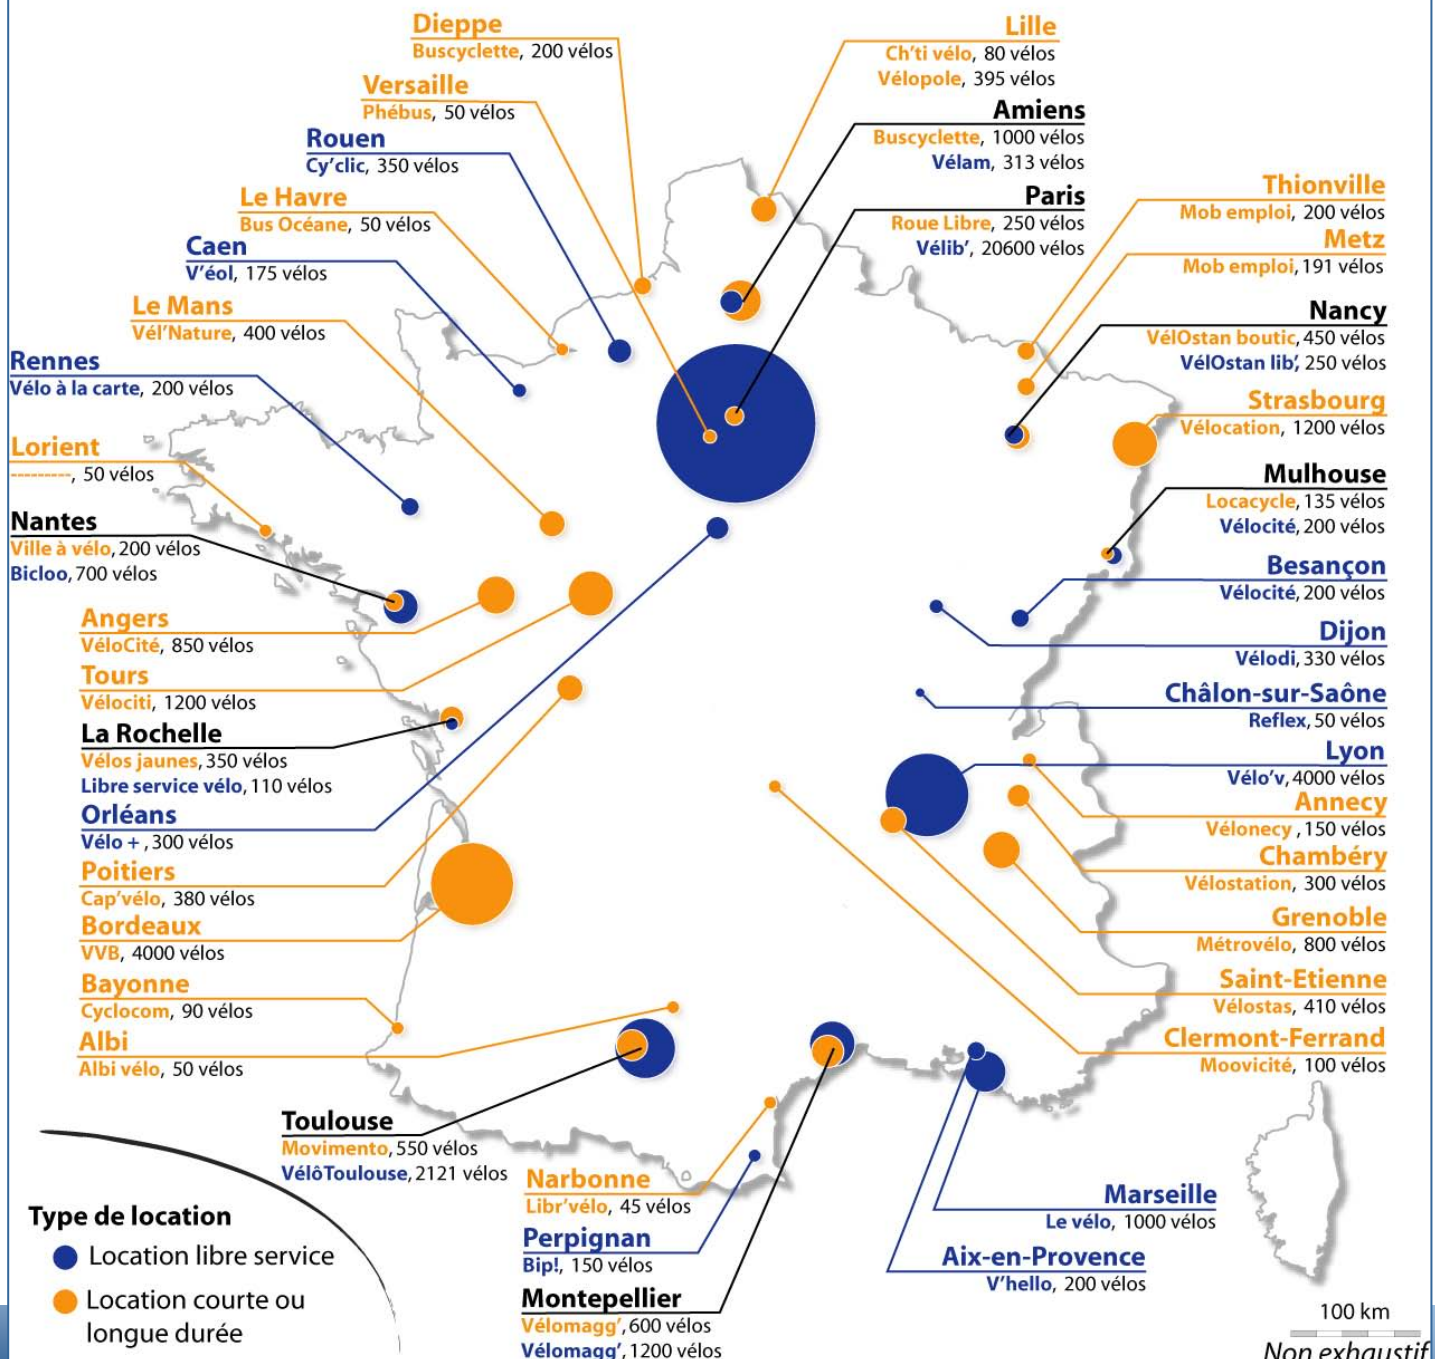 Dieppe
Buscyclette, 200 vélos
Versaille
Phébus, 50 vélos
Rouen
Cy'clic, 350 vélos
Le Havre
Bus Océane, 50 vélos
Caen
V'éol, 175 vélos
Le Mans
Vél'Nature, 400 vélos
Rennes
Vélo à la carte, 200 vélos
Lorient
---------, 50 vélos
Nantes
Ville à vélo, 200 vélos
Bicloo, 700 vélos
Angers
VéloCité, 850 vélos
Tours
Vélociti, 1200 vélos
La Rochelle
Vélos jaunes, 350 vélos
Libre service vélo, 110 vélos
Orléans
Vélo + , 300 vélos
Poitiers
Cap'vélo, 380 vélos
Bordeaux
VVB, 4000 vélos
Bayonne
Cyclocom, 90 vélos
Albi
Albi vélo, 50 vélos
Toulouse
Movimento, 550 vélos
VélôToulouse, 2121 vélos
Narbonne
Libr'vélo, 45 vélos
Perpignan
Bip!, 150 vélos
Montepellier
Vélomagg', 600 vélos
Vélomagg', 1200 vélos
Lille
Ch'ti vélo, 80 vélos
Vélopole, 395 vélos
Amiens
Buscyclette, 1000 vélos
Vélam, 313 vélos
Paris
Roue Libre, 250 vélos
Vélib', 20600 vélos
Thionville
Mob emploi, 200 vélos
Metz
Mob emploi, 191 vélos
Nancy
VélOstan boutic, 450 vélos
VélOstan lib', 250 vélos
Strasbourg
Vélocation, 1200 vélos
Mulhouse
Locacycle, 135 vélos
Vélocité, 200 vélos
Besançon
Vélocité, 200 vélos
Dijon
Vélodi, 330 vélos
Châlon-sur-Saône
Reflex, 50 vélos
Lyon
Vélo'v, 4000 vélos
Annecy
Vélonecy , 150 vélos
Chambéry
Vélostation, 300 vélos
Grenoble
Métrovélo, 800 vélos
Saint-Etienne
Vélostas, 410 vélos
Clermont-Ferrand
Moovicité, 100 vélos
Marseille
Le vélo, 1000 vélos
Aix-en-Provence
V'hello, 200 vélos
Type de location
Location libre service
Location courte ou
longue durée
100 km
Non exhaustif